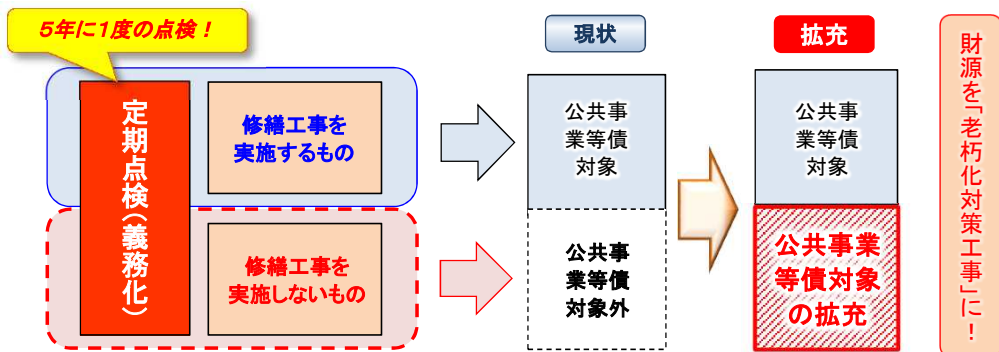 5年に1度の点検！
定期点検（義務化）
修繕工事を
実施するもの
修繕工事を
実施しないもの
現状
公共事
業等債
対象
公共事
業等債
対象外
拡充
公共事
業等債
対象
公共事業
等債対象
の拡充
財源を「老朽化対策工事」に！